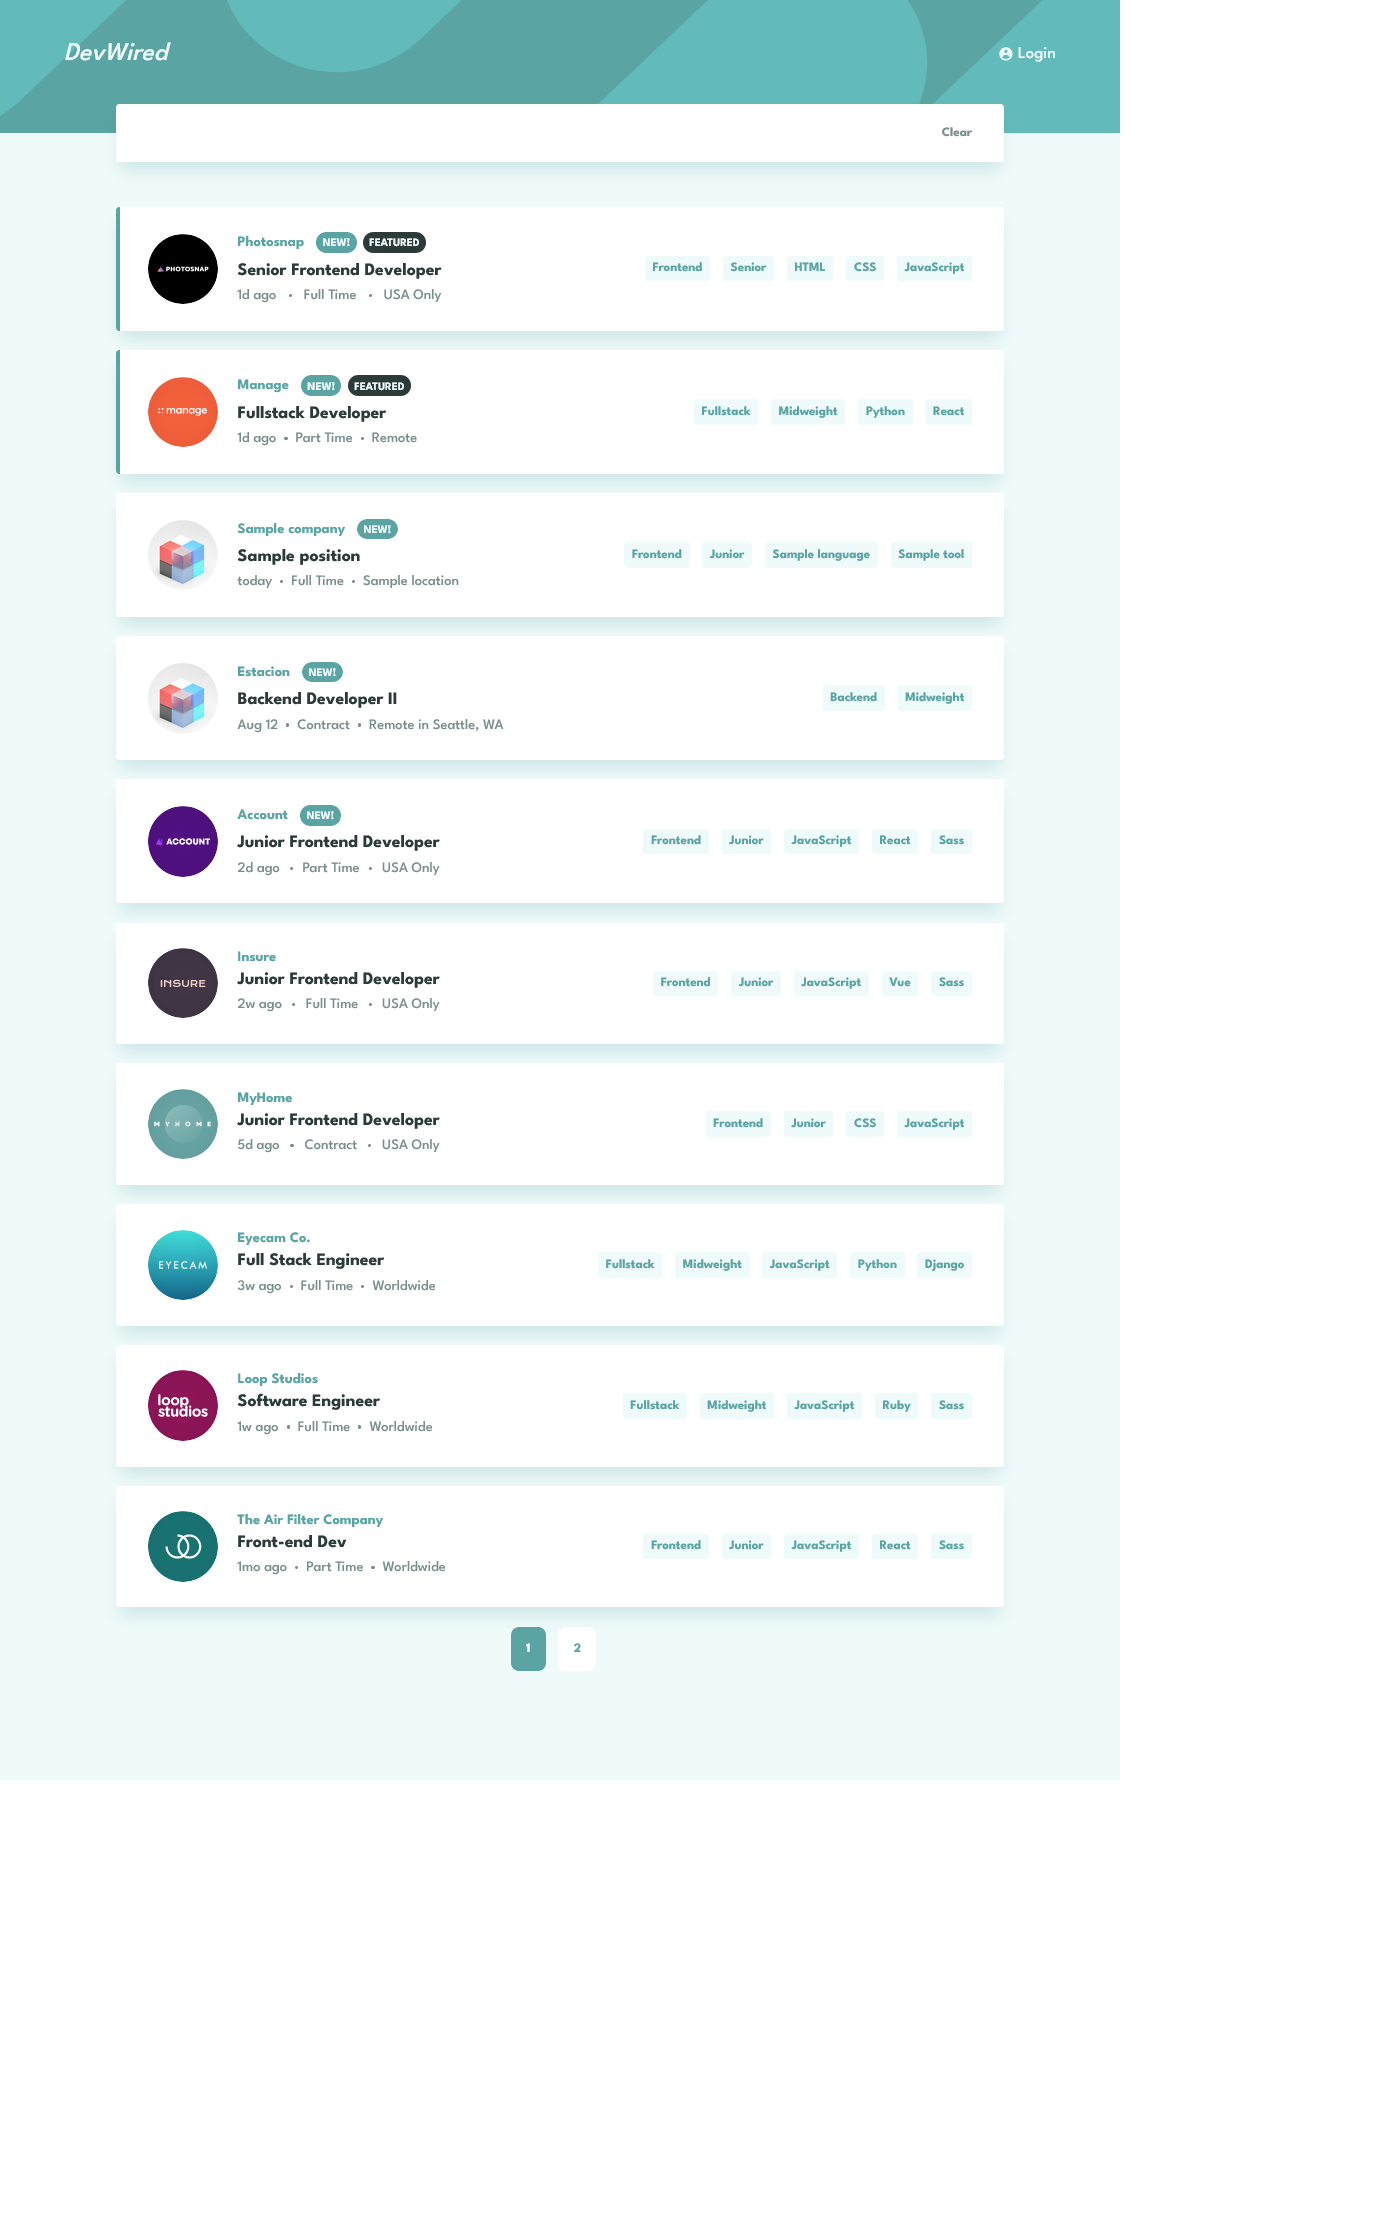 DevWired
Login
Clear
PHOTOSNAP
Photosnap NEW! FEATURED
Senior Frontend Developer
1d ago • Full Time • USA Only
Frontend Senior HTML CSS JavaScript
manage
Manage NEW! FEATURED
Fullstack Developer
1d ago • Part Time • Remote
Fullstack Midweight Python React
Sample company NEW!
Sample position
today • Full Time • Sample location
Frontend Junior Sample language Sample tool
Estacion NEW!
Backend Developer II
Aug 12 • Contract • Remote in Seattle, WA
Backend Midweight
ACCOUNT
Account NEW!
Junior Frontend Developer
2d ago • Part Time • USA Only
Frontend Junior JavaScript React Sass
INSURE
Insure
Junior Frontend Developer
2w ago • Full Time • USA Only
Frontend Junior JavaScript Vue Sass
MYHOME
MyHome
Junior Frontend Developer
5d ago • Contract • USA Only
Frontend Junior CSS JavaScript
EYECAM
Eyecam Co.
Full Stack Engineer
3w ago • Full Time • Worldwide
Fullstack Midweight JavaScript Python Django
loop
studios
Loop Studios
Software Engineer
1w ago • Full Time • Worldwide
Fullstack Midweight JavaScript Ruby Sass
The Air Filter Company
Front-end Dev
1mo ago • Part Time • Worldwide
Frontend Junior JavaScript React Sass
1 2